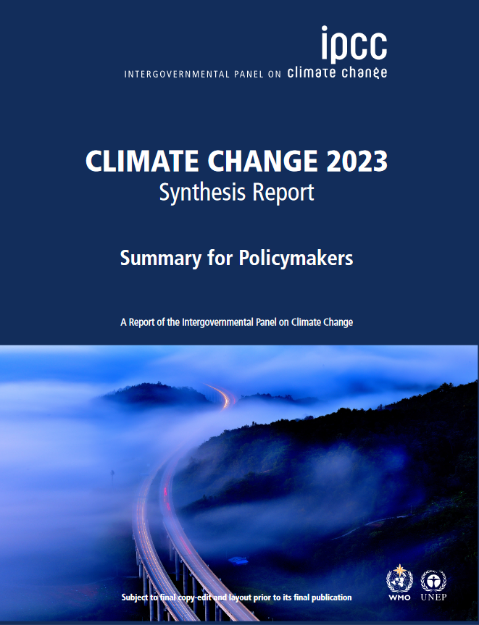 ipcc
INTERGOVERNMENTAL PANEL ON climate change
CLIMATE CHANGE 2023
Synthesis Report
Summary for Policymakers
A Report of the Intergovernmental Panel on Climate Change
Subject to final copy-edit and layout prior to its final publication
WMO UNEP